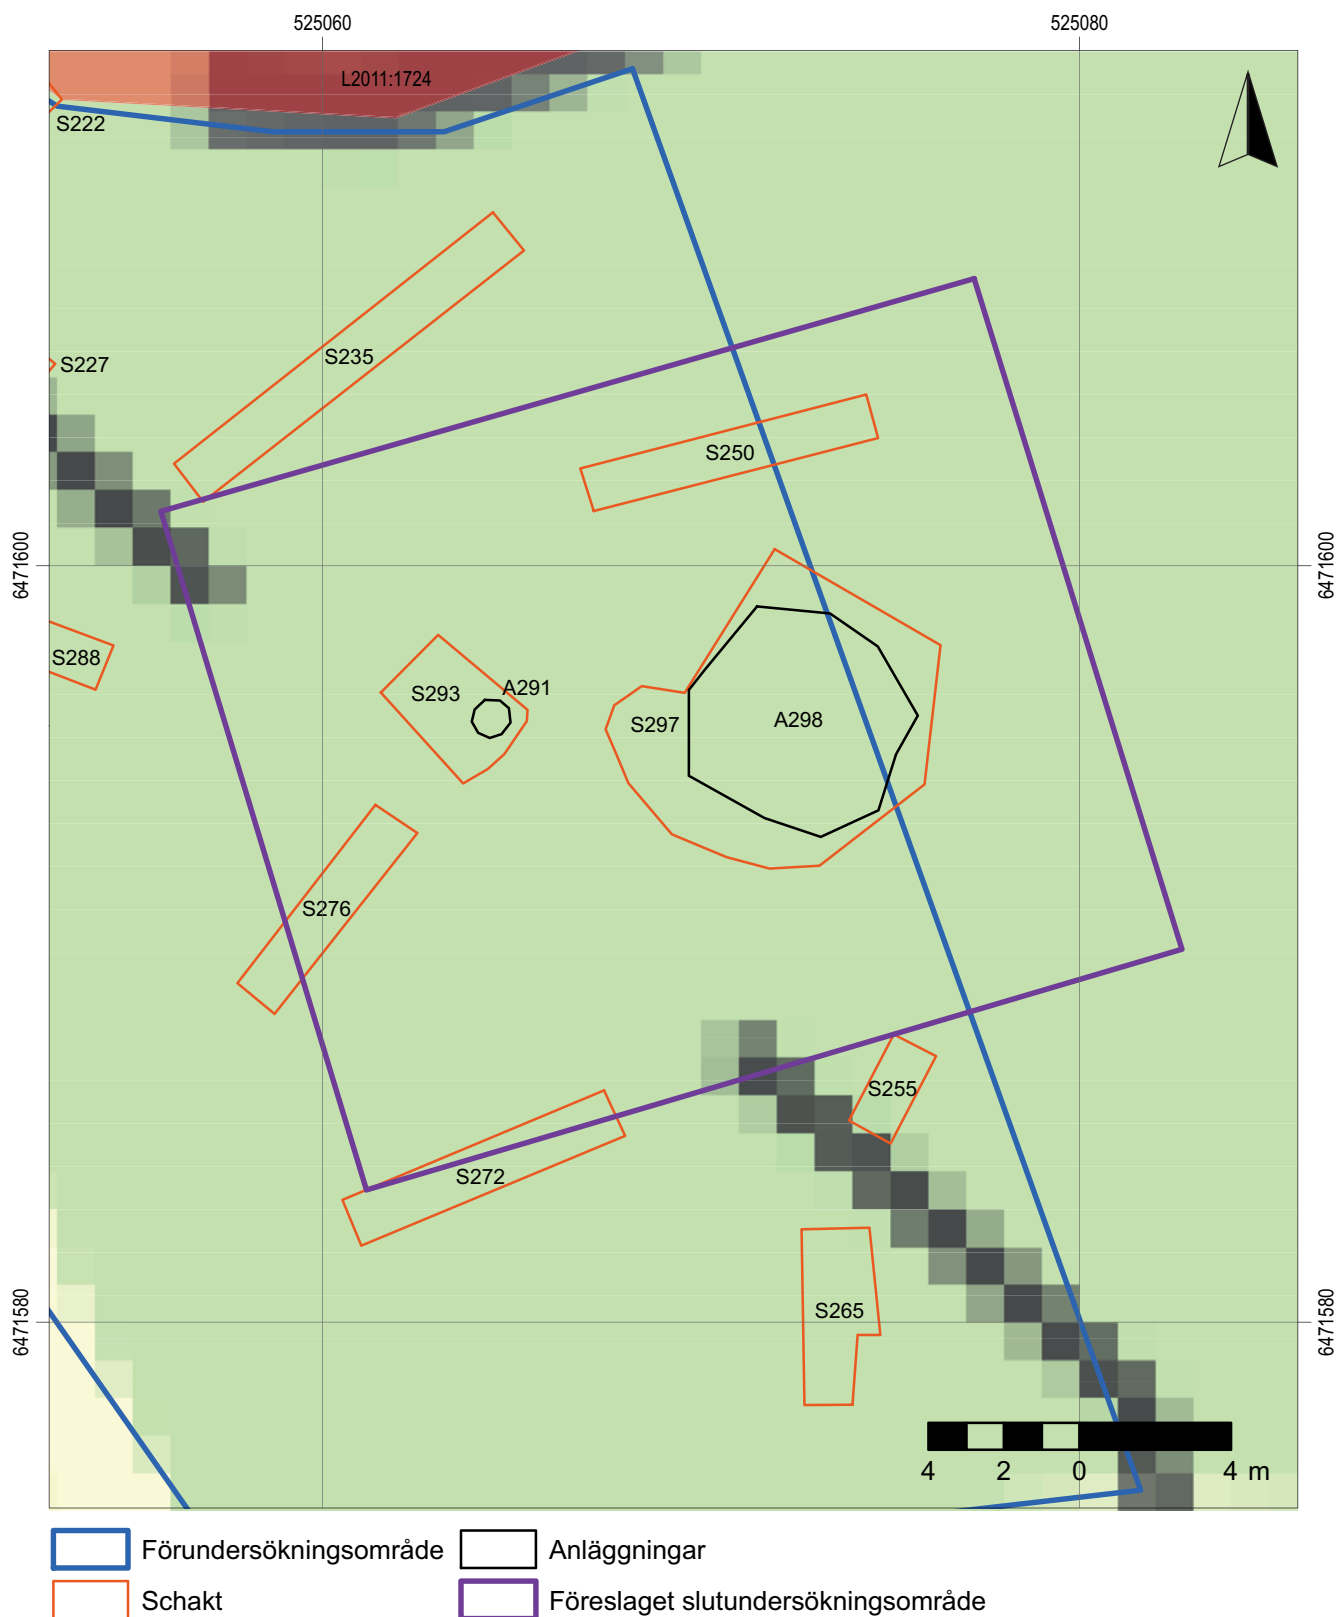 525060
525080
L2011:1724
S222
S235
S227
S250
6471600
6471600
S288
S293
A291
S297
A298
S276
S255
S272
S265
6471580
6471580
4 2 0 4 m
Förundersökningsområde
Anläggningar
Schakt
Föreslaget slutundersökningsområde